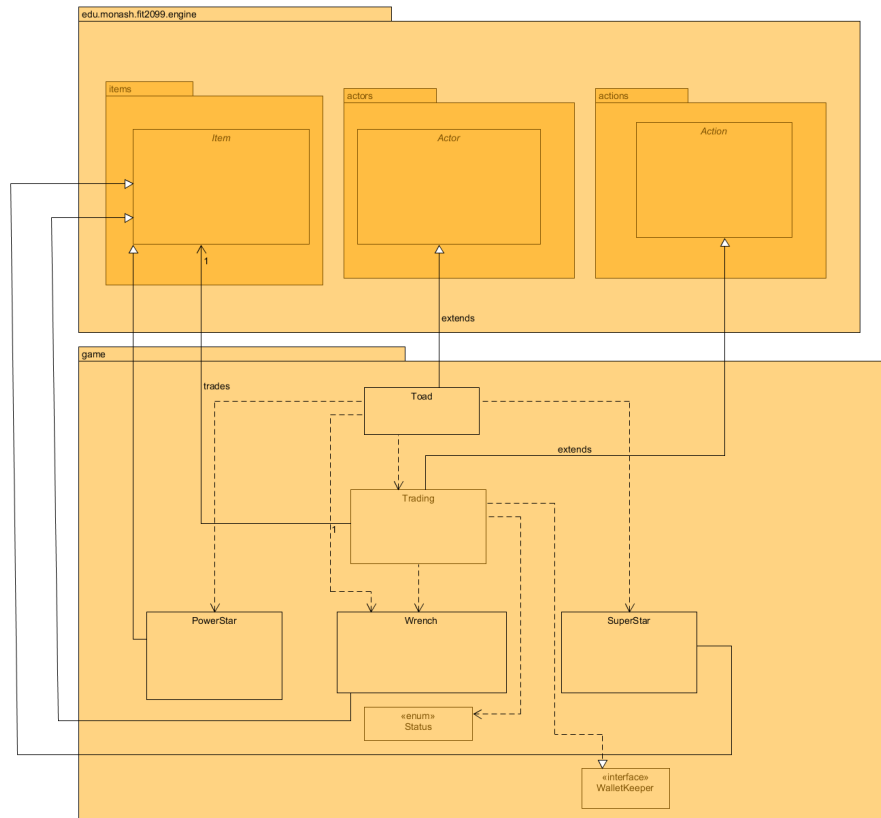 edu.monash.fit2099.engine
items
actors
actions
Item
Actor
Action
1
extends
game
trades
Toad
extends
Trading
1
PowerStar
Wrench
SuperStar
«enum»
Status
«interface»
WalletKeeper